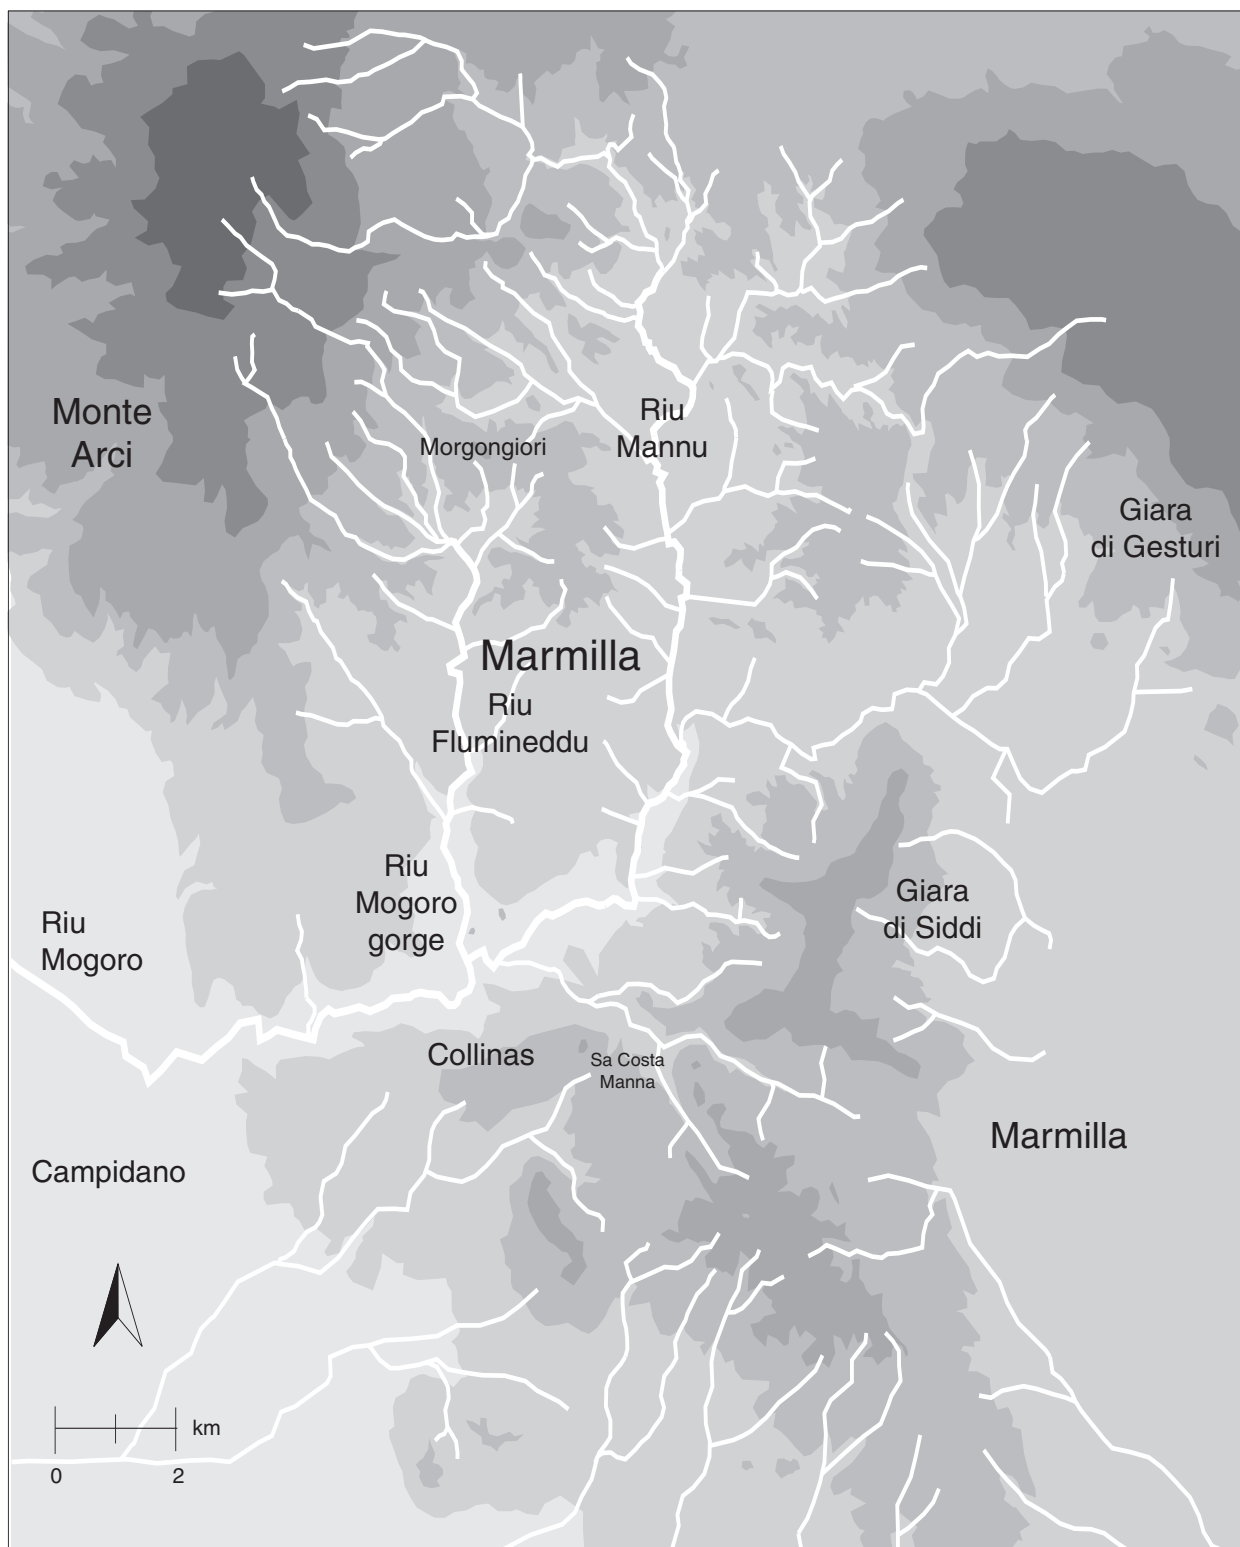 Monte
Arci
Riu
Mannu
Morgongiori
Giara
di Gesturi
Marmilla
Riu
Flumineddu
Riu
Mogoro
gorge
Giara
di Siddi
Riu
Mogoro
Collinas
Sa Costa
Manna
Marmilla
Campidano
km
0 2